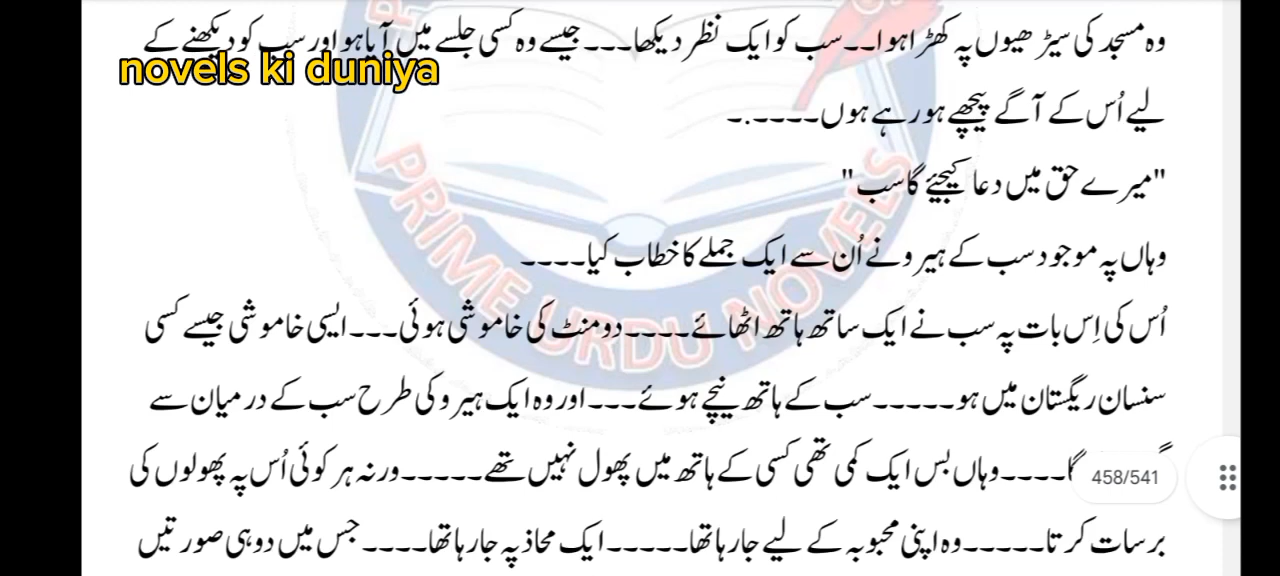 وہ مسجد کی سیڑھیوں پہ کھڑا ہوا۔۔سب کو ایک نظر دیکھا۔۔۔جیسے وہ کسی جلسے میں آیا ہو اور سب کو دیکھنے کے
novels ki duniya
لیے اُس کے آگے پیچھے ہو رہے ہوں۔۔۔۔.۔
"میرے حق میں دعا کیجیئے گا سب"
وہاں پہ موجود سب کے ہیرو نے اُن سے ایک جملے کا خطاب کیا۔۔۔۔
اُس کی اِس بات پہ سب نے ایک ساتھ ہاتھ اٹھائے۔۔۔۔۔دو منٹ کی خاموشی ہوئی۔۔۔ایسی خاموشی جیسے کسی
سنسان ریگستان میں ہو۔۔۔۔۔سب کے ہاتھ نیچے ہوئے۔۔۔اور وہ ایک ہیرو کی طرح سب کے درمیان سے
گا۔۔۔۔وہاں بس ایک کمی تھی کسی کے ہاتھ میں پھول نہیں تھے۔۔۔۔۔ورنہ ہر کوئی اُس پہ پھولوں کی
458/541
برسات کرتا۔۔۔۔۔وہ اپنی محبوبہ کے لیے جا رہا تھا۔۔۔۔۔ایک محاذ پہ جا رہا تھا۔۔۔۔جس میں دو ہی صورتیں
PRIME URDU NOVELS